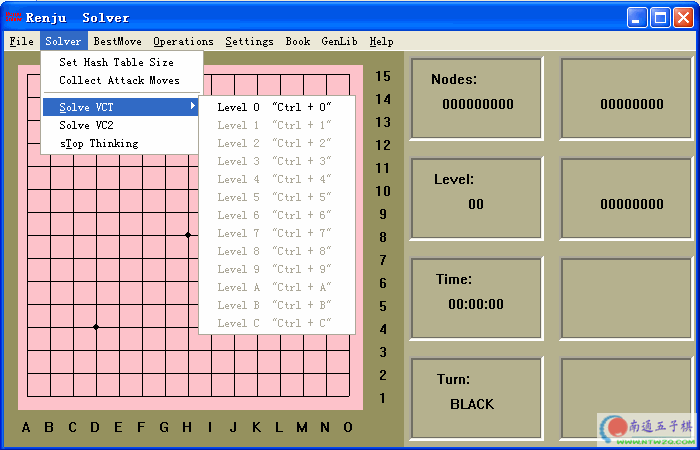 Renju Solver
File Solver BestMove Operations Settings Book GenLib Help
Set Hash Table Size
Collect Attack Moves
Solve VCT
Solve VC2
sTop Thinking
Level 0 "Ctrl + 0"
Level 1 "Ctrl + 1"
Level 2 "Ctrl + 2"
Level 3 "Ctrl + 3"
Level 4 "Ctrl + 4"
Level 5 "Ctrl + 5"
Level 6 "Ctrl + 6"
Level 7 "Ctrl + 7"
Level 8 "Ctrl + 8"
Level 9 "Ctrl + 9"
Level A "Ctrl + A"
Level B "Ctrl + B"
Level C "Ctrl + C"
15
14
13
12
11
10
9
8
7
6
5
4
3
2
1
A B C D E F G H I J K L M N O
Nodes:
000000000
00000000
Level:
00
00000000
Time:
00:00:00
Turn:
BLACK
南通五子棋
WWW.NTWZQ.COM